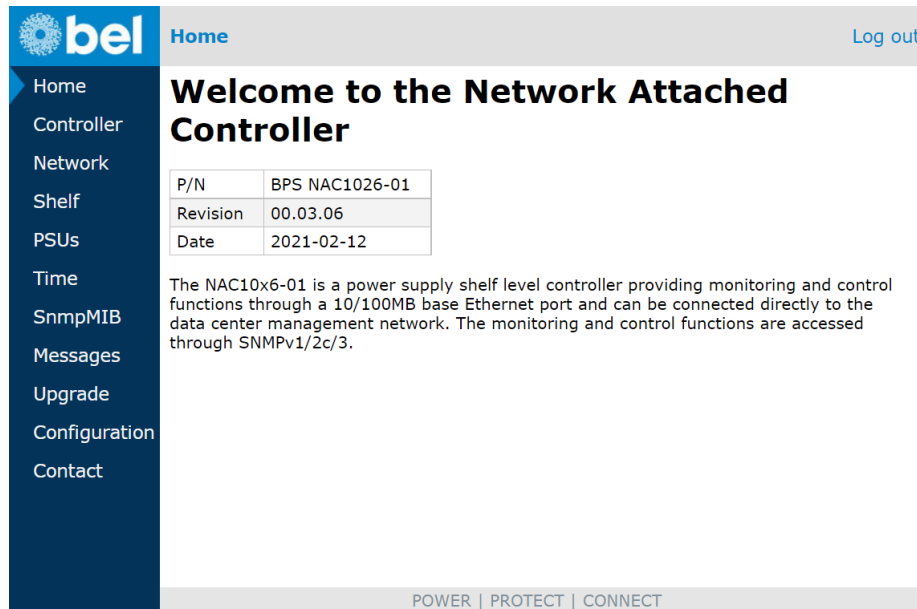 bel
Home
Log out
Home
Controller
Network
Shelf
PSUs
Time
SnmpMIB
Messages
Upgrade
Configuration
Contact
Welcome to the Network Attached
Controller
P/N BPS NAC1026-01
Revision 00.03.06
Date 2021-02-12
The NAC10x6-01 is a power supply shelf level controller providing monitoring and control
functions through a 10/100MB base Ethernet port and can be connected directly to the
data center management network. The monitoring and control functions are accessed
through SNMPv1/2c/3.
POWER | PROTECT | CONNECT